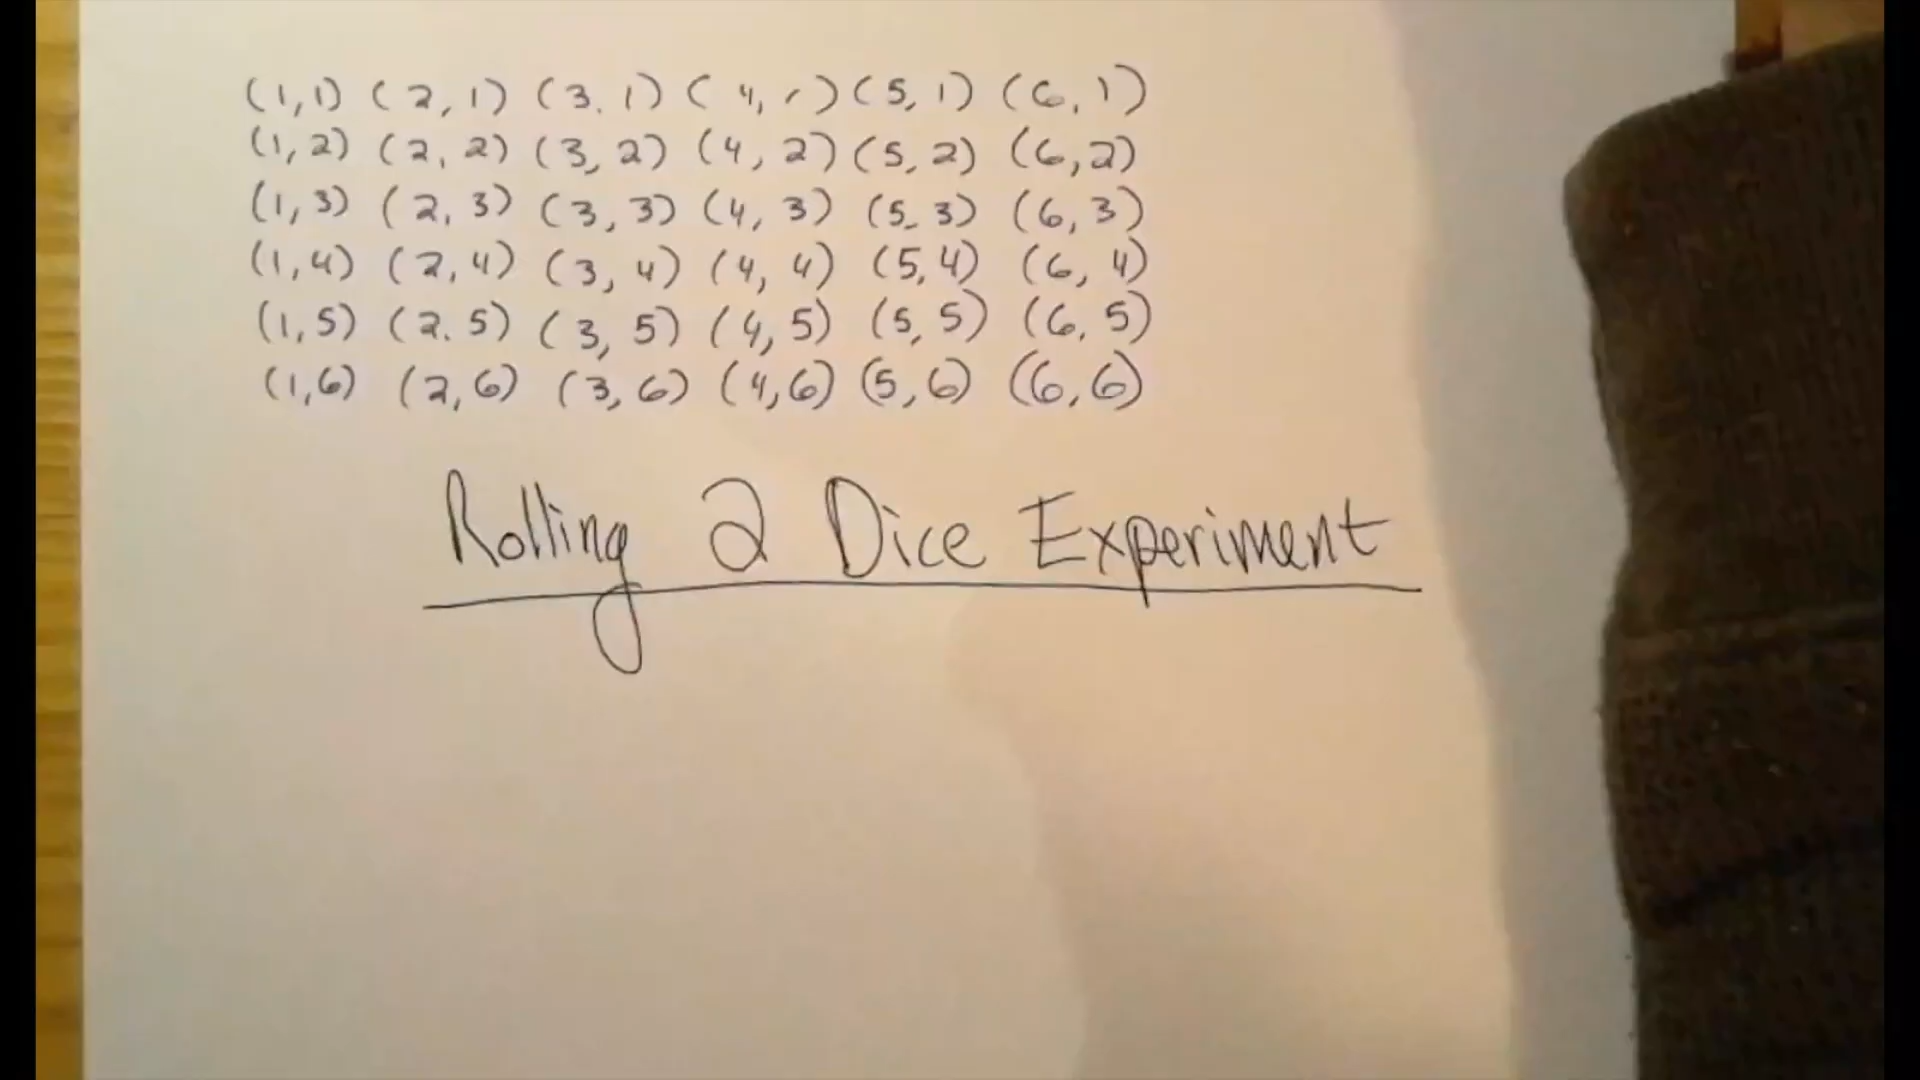 (1,1) (2,1) (3.1) (4,1) (5,1) (6,1)
(1,2) (2,2) (3,2) (4,2) (5,2) (6,2)
(1,3) (2,3) (3,3) (4,3) (5,3) (6,3)
(1,4) (2,4) (3,4) (4,4) (5,4) (6,4)
(1,5) (2.5) (3,5) (4,5) (5,5) (6,5)
(1,6) (2,6) (3,6) (4,6) (5,6) (6,6)
Rolling 2 Dice Experiment